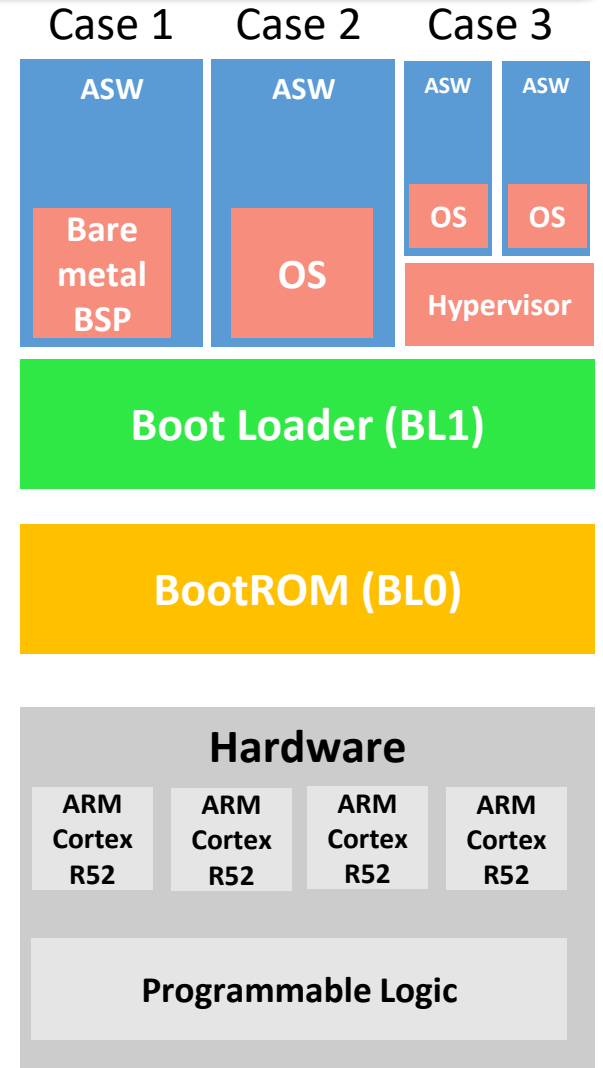 Case 1 Case 2 Case 3
ASW ASW ASW ASW
Bare
metal
BSP
OS
OS OS
Hypervisor
Boot Loader (BL1)
BootROM (BL0)
Hardware
ARM
Cortex
R52
ARM
Cortex
R52
ARM
Cortex
R52
ARM
Cortex
R52
Programmable Logic